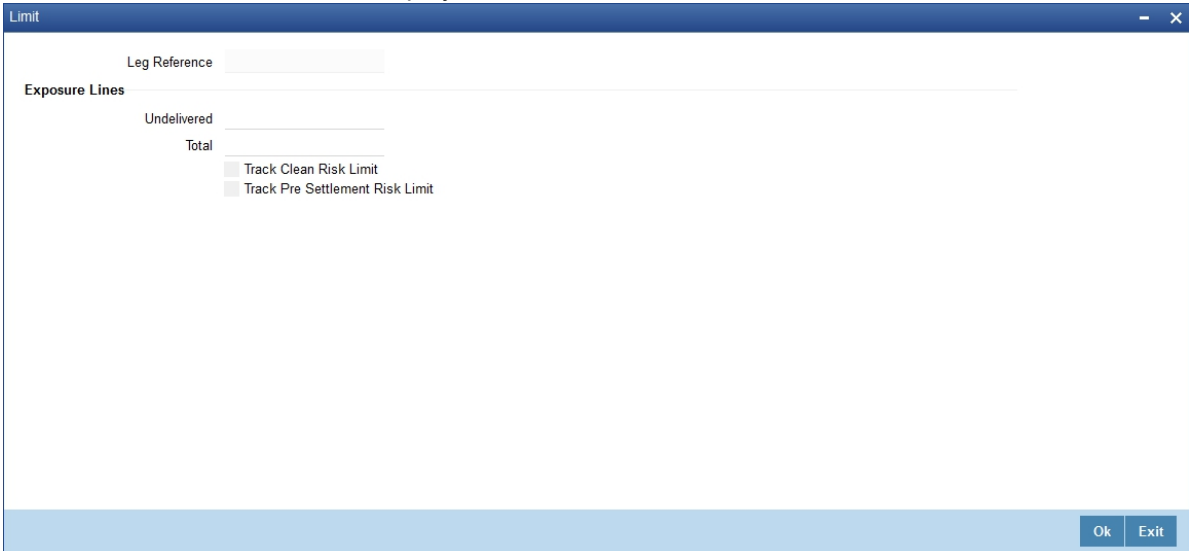 Limit
Leg Reference
Exposure Lines
Undelivered
Total
Track Clean Risk Limit
Track Pre Settlement Risk Limit
Ok Exit